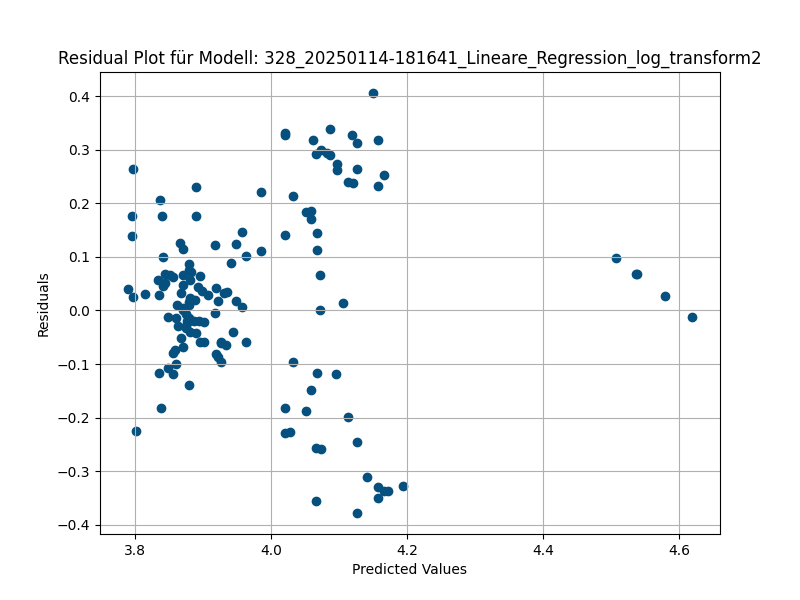 Residual Plot für Modell: 328_20250114-181641_Lineare_Regression_log_transform2
0.4
0.3
0.2
0.1
0.0
−0.1
−0.2
−0.3
−0.4
Residuals
3.8 4.0 4.2 4.4 4.6
Predicted Values